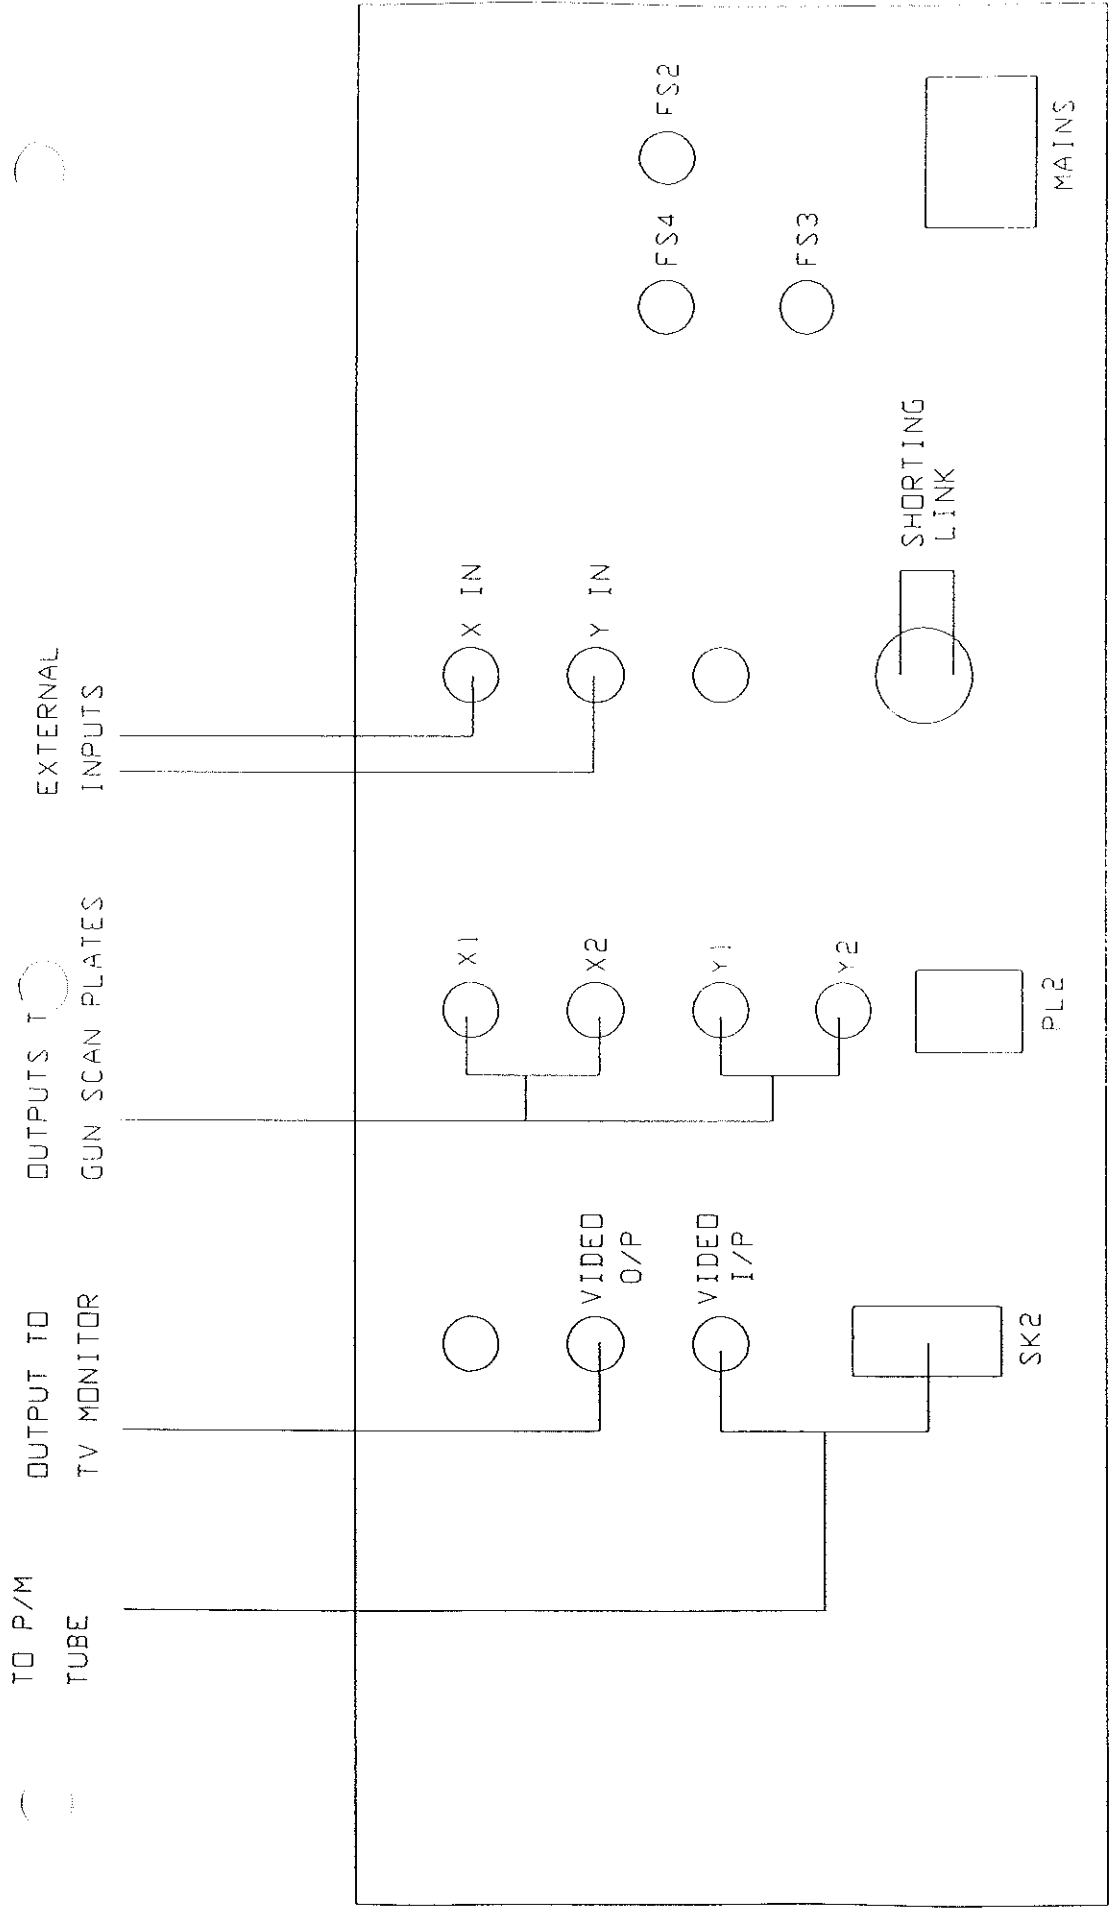 TO P/M
TUBE
OUTPUT TO
TV MONITOR
OUTPUTS T
GUN SCAN PLATES
EXTERNAL
INPUTS
VIDEO
O/P
VIDEO
I/P
SK2
X1
X2
Y1
Y2
PL2
X IN
Y IN
SHORTING
LINK
FS4
FS2
FS3
MAINS